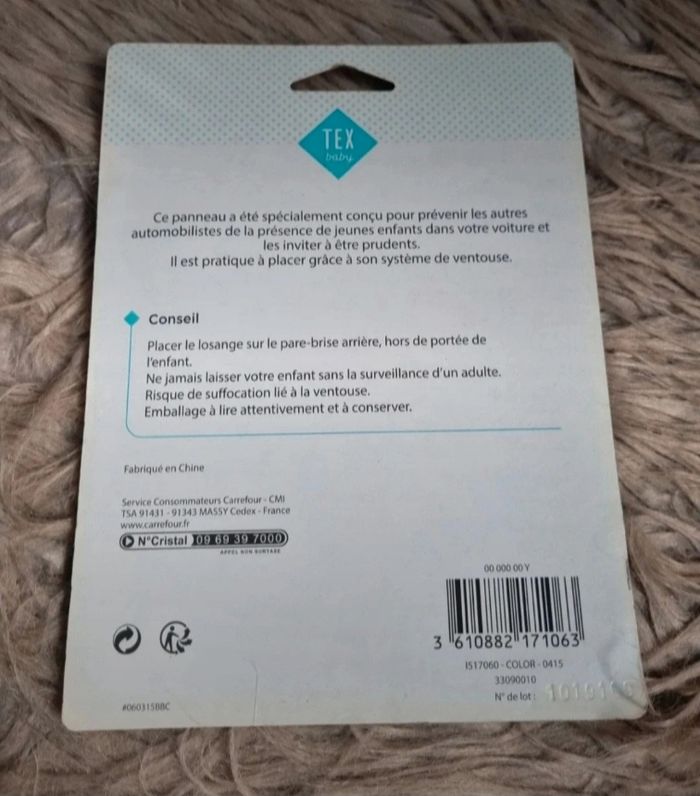 TEX
baby
Ce panneau a été spécialement conçu pour prévenir les autres
automobilistes de la présence de jeunes enfants dans votre voiture et
les inviter à être prudents.
Il est pratique à placer grâce à son système de ventouse.
Conseil
Placer le losange sur le pare-brise arrière, hors de portée de
l'enfant.
Ne jamais laisser votre enfant sans la surveillance d'un adulte.
Risque de suffocation lié à la ventouse.
Emballage à lire attentivement et à conserver.
Fabriqué en Chine
Service Consommateurs Carrefour - CMI
TSA 91431 - 91343 MASSY Cedex - France
www.carrefour.fr
N°Cristal 09 69 39 7000
APPEL NON SURTAXÉ
00 000 00 Y
3 610882 171063
IS17060 - COLOR - 0415
33090010
N° de lot :
#060315BBC